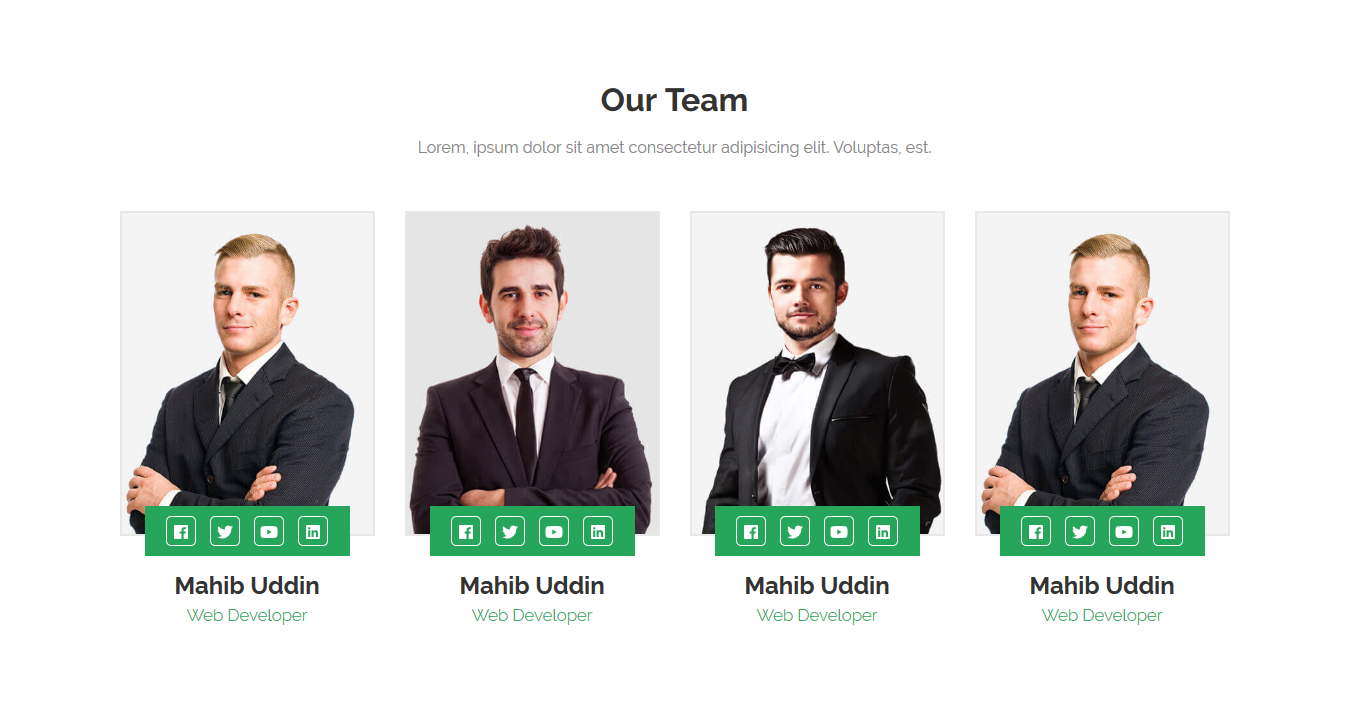 Our Team
Lorem, ipsum dolor sit amet consectetur adipisicing elit. Voluptas, est.
Mahib Uddin
Web Developer
Mahib Uddin
Web Developer
Mahib Uddin
Web Developer
Mahib Uddin
Web Developer